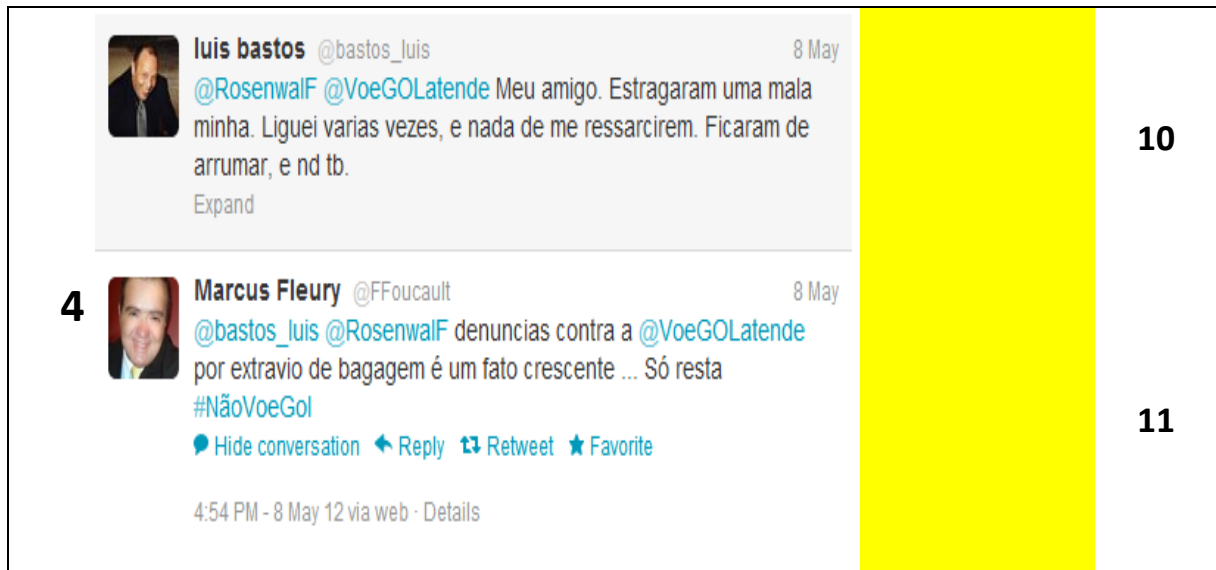 luis bastos @bastos_luis 8 May
@RosenwalF @VoeGOLatende Meu amigo. Estragaram uma mala
minha. Liguei varias vezes, e nada de me ressarcirem. Ficaram de
arrumar, e nd tb.
Expand
10
4
Marcus Fleury @FFoucault 8 May
@bastos_luis @RosenwalF denuncias contra a @VoeGOLatende
por extravio de bagagem é um fato crescente ... Só resta
#NãoVoeGol
11
Hide conversation Reply Retweet Favorite
4:54 PM - 8 May 12 via web · Details